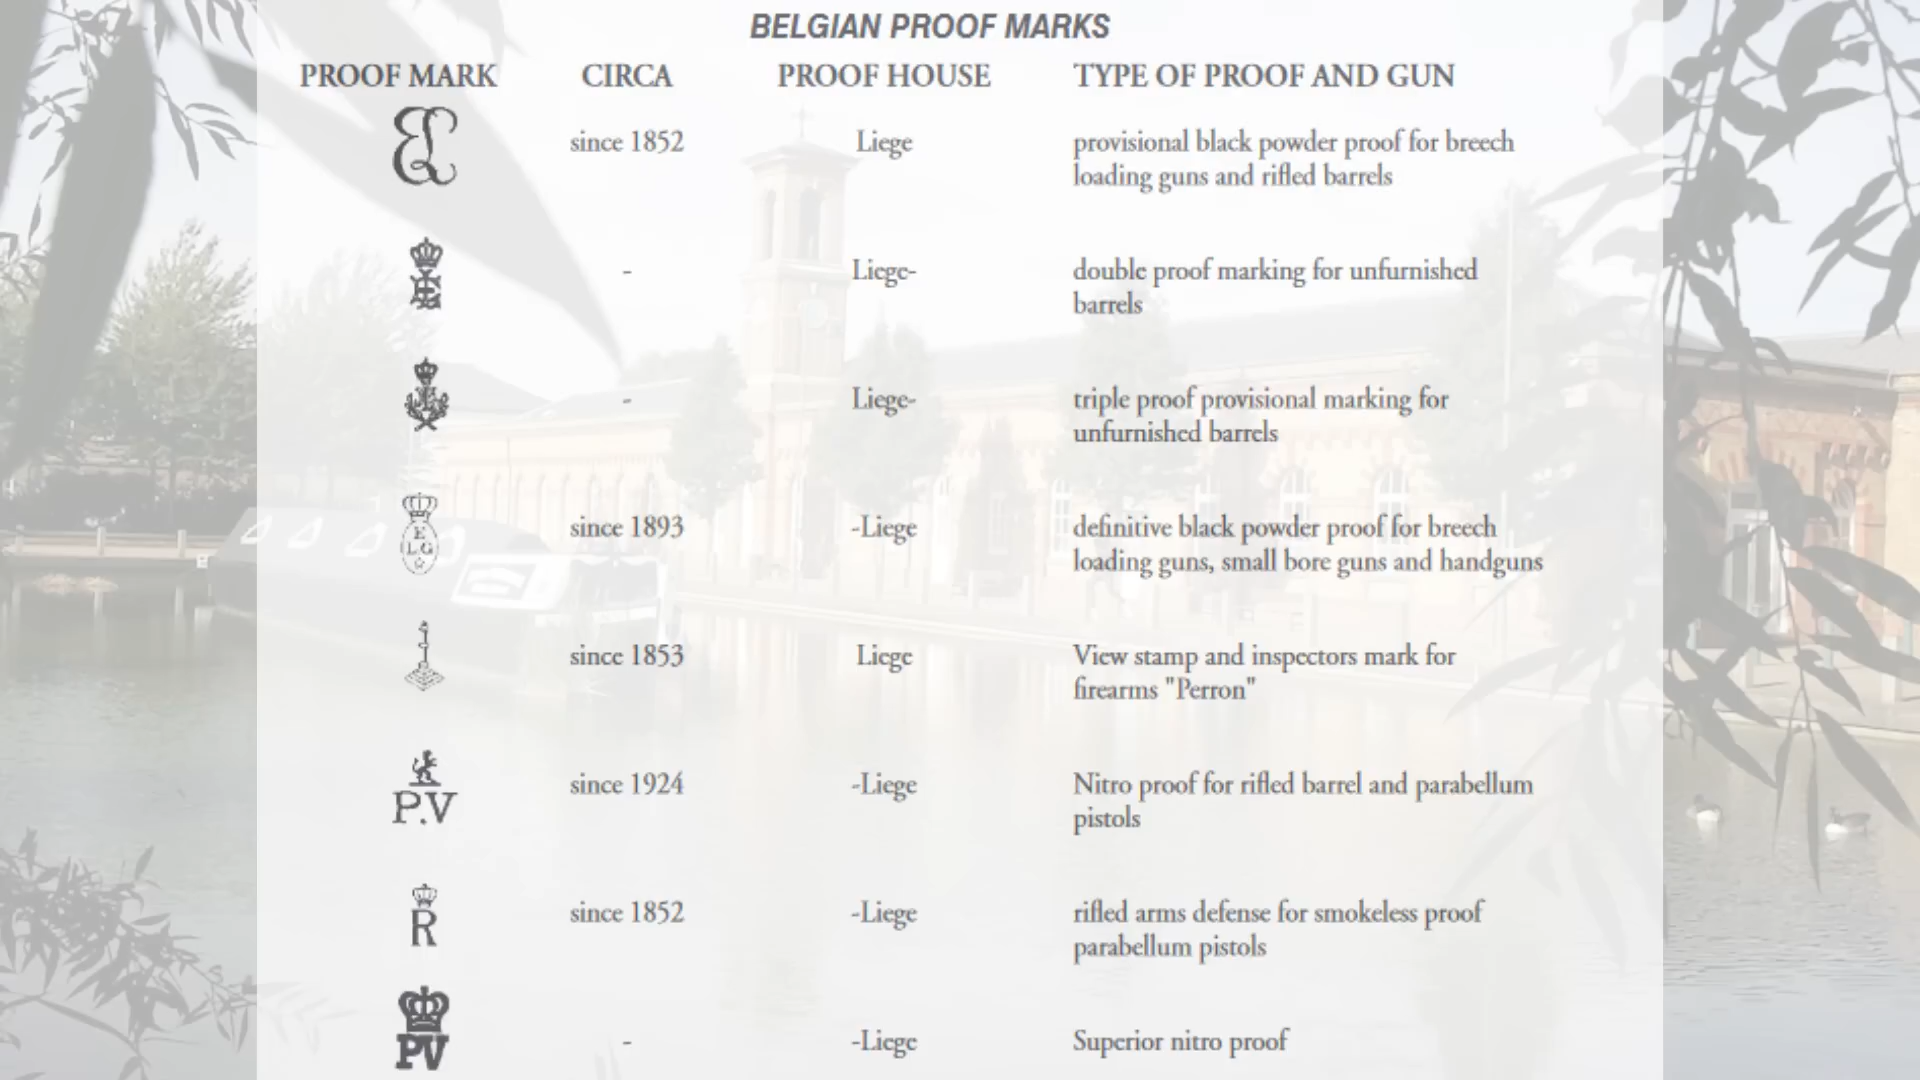 BELGIAN PROOF MARKS
PROOF MARK CIRCA PROOF HOUSE TYPE OF PROOF AND GUN
since 1852 Liege provisional black powder proof for breech
loading guns and rifled barrels
- Liege- double proof marking for unfurnished
barrels
- Liege- triple proof provisional marking for
unfurnished barrels
E
LG
since 1893 -Liege definitive black powder proof for breech
loading guns, small bore guns and handguns
since 1853 Liege View stamp and inspectors mark for
firearms "Perron"
P.V since 1924 -Liege Nitro proof for rifled barrel and parabellum
pistols
R since 1852 -Liege rifled arms defense for smokeless proof
parabellum pistols
PV - -Liege Superior nitro proof